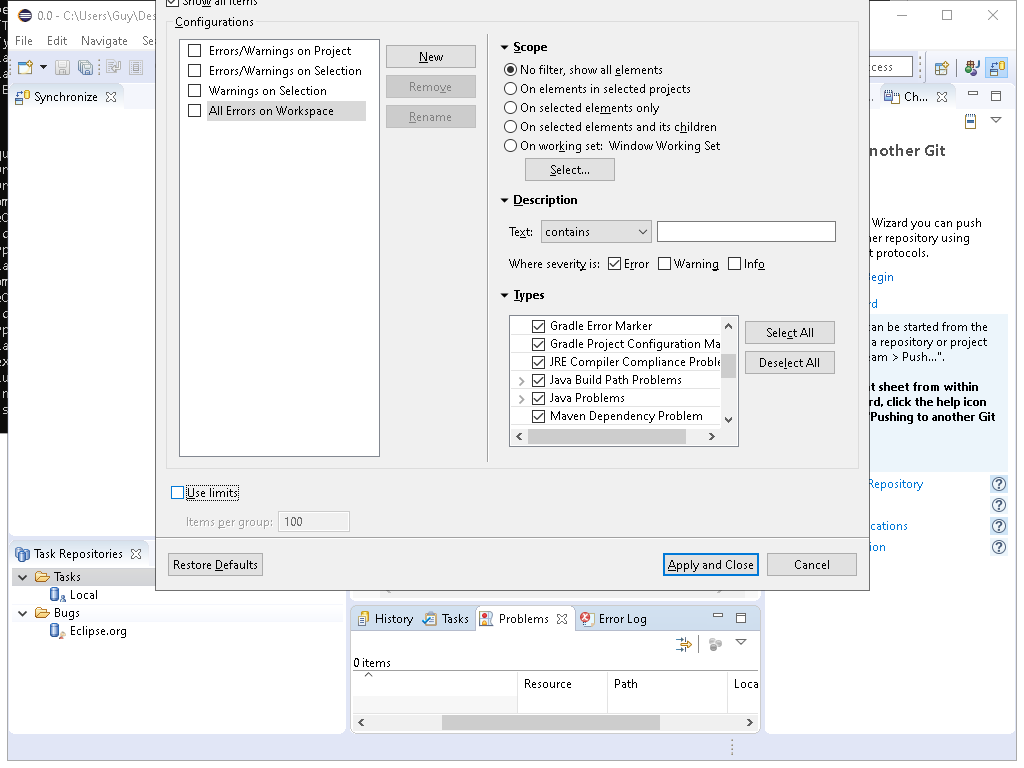 Show all items
0.0 - C:\Users\Guy\Des
File Edit Navigate Se
Synchronize
Configurations
Errors/Warnings on Project
Errors/Warnings on Selection
Warnings on Selection
All Errors on Workspace
New
Remove
Rename
Scope
No filter, show all elements
On elements in selected projects
On selected elements only
On selected elements and its children
On working set: Window Working Set
Select...
Description
Text: contains
Where severity is: Error Warning Info
Types
Gradle Error Marker
Gradle Project Configuration Ma
JRE Compiler Compliance Proble
Java Build Path Problems
Java Problems
Maven Dependency Problem
Select All
Deselect All
Use limits
Items per group: 100
Restore Defaults
Apply and Close
Cancel
cess
Ch...
nother Git
Wizard you can push
her repository using
t protocols.
egin
rd
an be started from the
a repository or project
eam > Push...".
t sheet from within
rd, click the help icon
Pushing to another Git
Repository
cations
ion
Task Repositories
Tasks
Local
Bugs
Eclipse.org
History Tasks Problems Error Log
0 items
Resource Path Loca